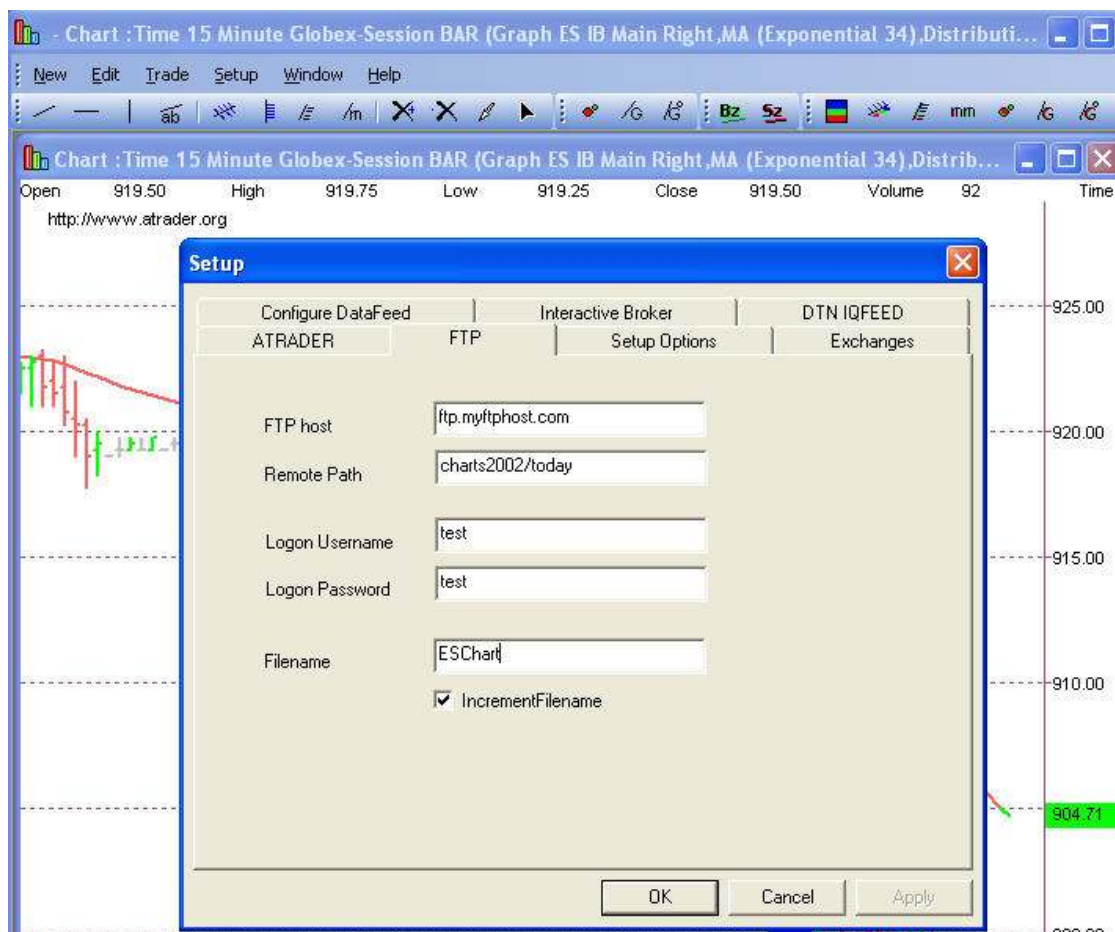 - Chart :Time 15 Minute Globex-Session BAR (Graph ES IB Main Right,MA (Exponential 34),Distributi...
New Edit Trade Setup Window Help
ab Bz Sz mm
Chart :Time 15 Minute Globex-Session BAR (Graph ES IB Main Right,MA (Exponential 34),Distrib...
Open 919.50 High 919.75 Low 919.25 Close 919.50 Volume 92 Time
http://www.atrader.org
Setup
Configure DataFeed Interactive Broker DTN IQFEED
ATRADER FTP Setup Options Exchanges
FTP host ftp.myftphost.com
Remote Path charts2002/today
Logon Username test
Logon Password test
Filename ESChart
IncrementFilename
OK Cancel Apply
925.00
920.00
915.00
910.00
904.71